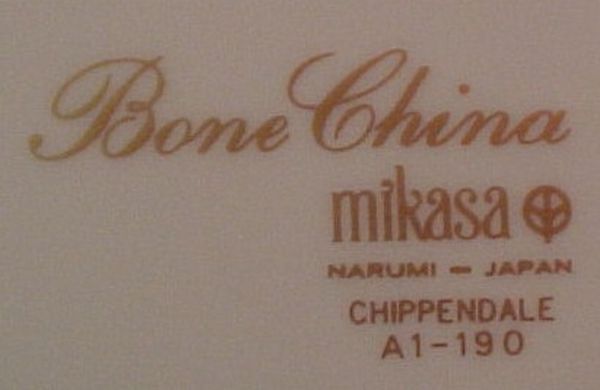 Bone China
mikasa
NARUMI - JAPAN
CHIPPENDALE
A1-190